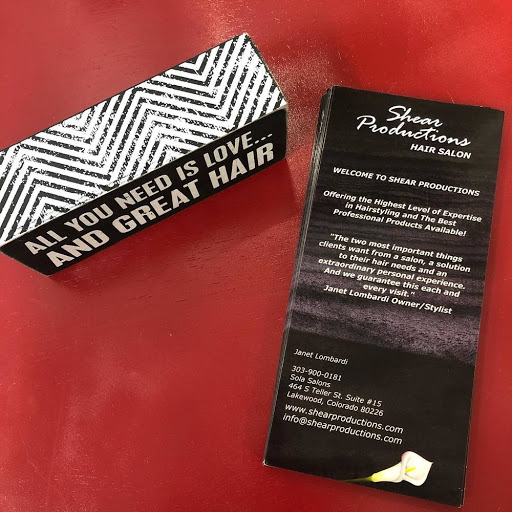 ALL YOU NEED IS LOVE...
AND GREAT HAIR
Shear
Productions
HAIR SALON
WELCOME TO SHEAR PRODUCTIONS
Offering the Highest Level of Expertise
in Hairstyling and The Best
Professional Products Available!
"The two most important things
clients want from a salon, a solution
to their hair needs and an
extraordinary personal experience.
And we guarantee this each and
every visit."
Janet Lombardi Owner/Stylist
Janet Lombardi
303-900-0181
Sola Salons
464 S Teller St. Suite #15
Lakewood, Colorado 80226
www.shearproductions.com
info@shearproductions.com